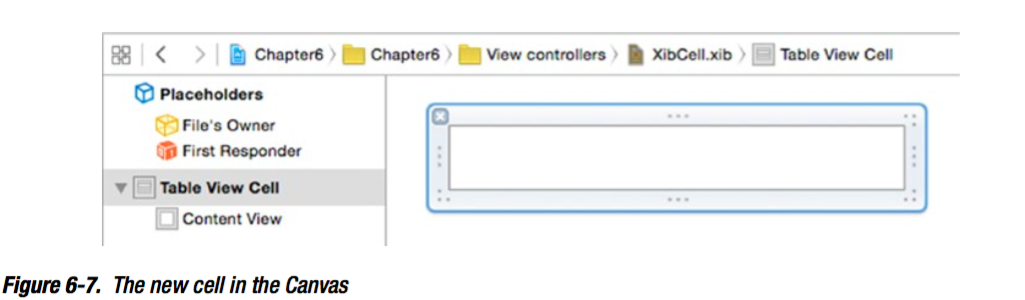 Chapter6 Chapter6 View controllers XibCell.xib Table View Cell
Placeholders
File's Owner
First Responder
Table View Cell
Content View
Figure 6-7. The new cell in the Canvas